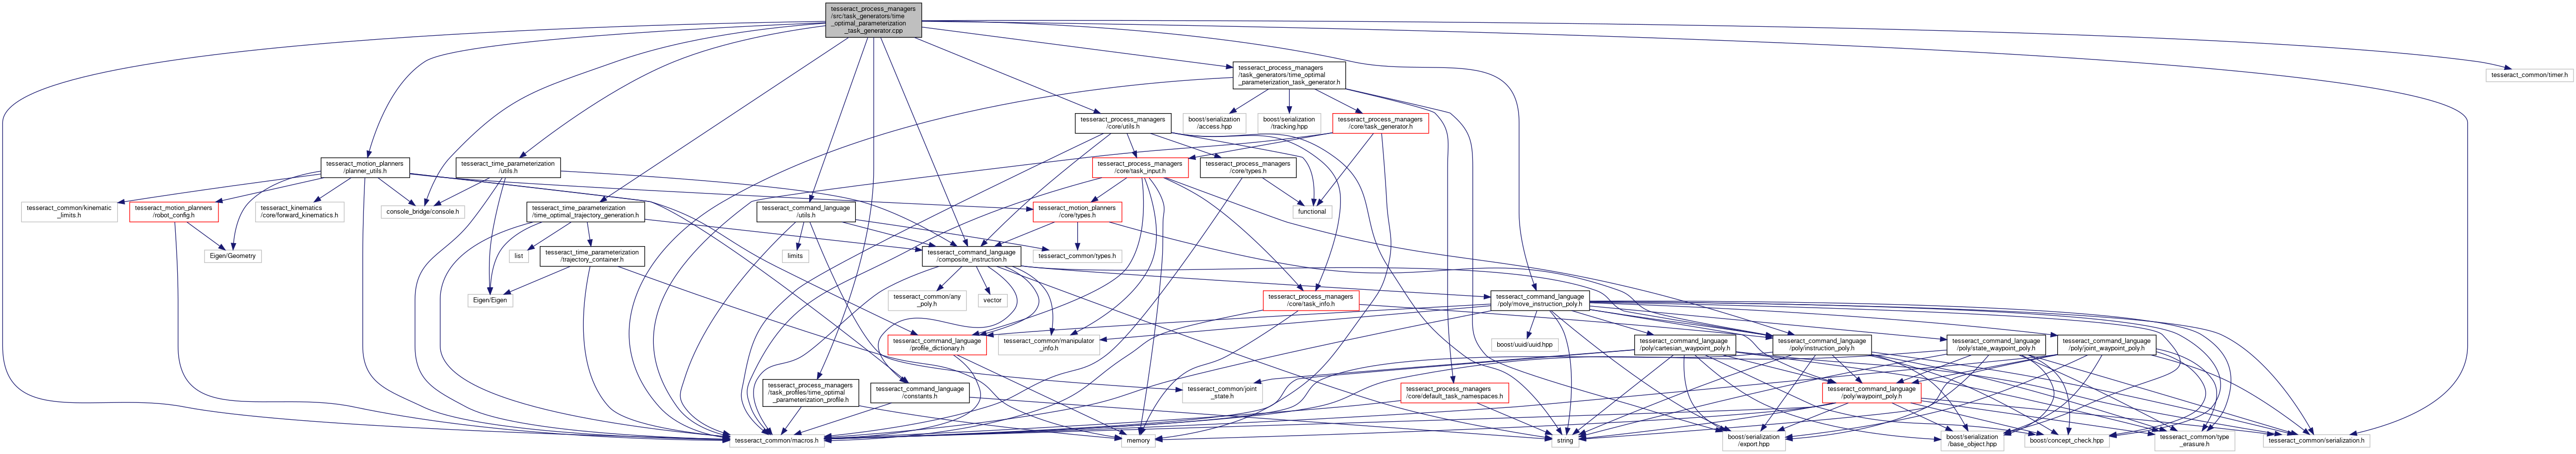 tesseract_process_managers
/src/task_generators/time
_optimal_parameterization
_task_generator.cpp
tesseract_process_managers
/task_generators/time_optimal
_parameterization_task_generator.h
tesseract_common/timer.h
tesseract_process_managers
/core/utils.h
boost/serialization
/access.hpp
boost/serialization
/tracking.hpp
tesseract_process_managers
/core/task_generator.h
tesseract_motion_planners
/planner_utils.h
tesseract_time_parameterization
/utils.h
tesseract_process_managers
/core/task_input.h
tesseract_process_managers
/core/types.h
tesseract_common/kinematic
_limits.h
tesseract_motion_planners
/robot_config.h
tesseract_kinematics
/core/forward_kinematics.h
console_bridge/console.h
tesseract_time_parameterization
/time_optimal_trajectory_generation.h
tesseract_command_language
/utils.h
tesseract_motion_planners
/core/types.h
functional
Eigen/Geometry
list
tesseract_time_parameterization
/trajectory_container.h
limits
tesseract_command_language
/composite_instruction.h
tesseract_common/types.h
Eigen/Eigen
tesseract_common/any
_poly.h
vector
tesseract_process_managers
/core/task_info.h
tesseract_command_language
/poly/move_instruction_poly.h
tesseract_command_language
/profile_dictionary.h
tesseract_common/manipulator
_info.h
boost/uuid/uuid.hpp
tesseract_command_language
/poly/cartesian_waypoint_poly.h
tesseract_command_language
/poly/instruction_poly.h
tesseract_command_language
/poly/state_waypoint_poly.h
tesseract_command_language
/poly/joint_waypoint_poly.h
tesseract_process_managers
/task_profiles/time_optimal
_parameterization_profile.h
tesseract_command_language
/constants.h
tesseract_common/joint
_state.h
tesseract_process_managers
/core/default_task_namespaces.h
tesseract_command_language
/poly/waypoint_poly.h
tesseract_common/macros.h
memory
string
boost/serialization
/export.hpp
boost/serialization
/base_object.hpp
boost/concept_check.hpp
tesseract_common/type
_erasure.h
tesseract_common/serialization.h